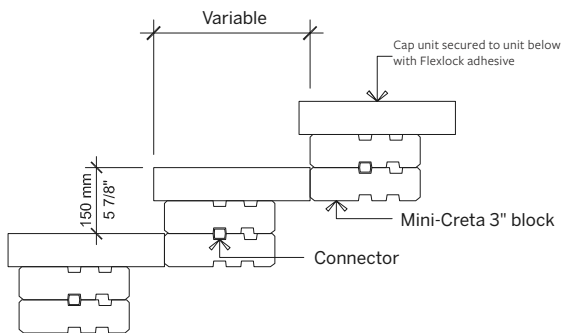 Variable
Cap unit secured to unit below
with Flexlock adhesive
150 mm
5 7/8"
Mini-Creta 3" block
Connector